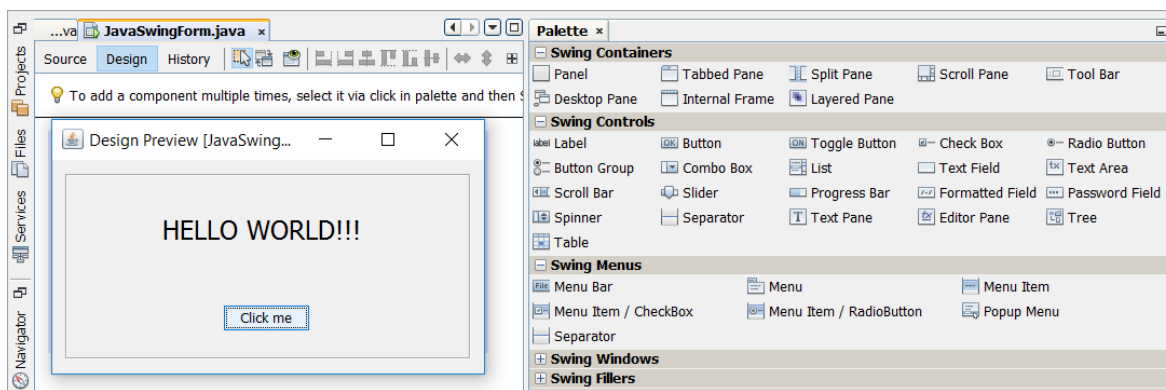 ...va JavaSwingForm.java ×
Source Design History
To add a component multiple times, select it via click in palette and then
Projects
Files
Services
Navigator
Design Preview [JavaSwing...
HELLO WORLD!!!
Click me
Palette ×
Swing Containers
Panel Tabbed Pane Split Pane Scroll Pane Tool Bar
Desktop Pane Internal Frame Layered Pane
Swing Controls
label Label OK Button ON Toggle Button Check Box Radio Button
Button Group Combo Box List Text Field Text Area
Scroll Bar Slider Progress Bar Formatted Field Password Field
Spinner Separator Text Pane Editor Pane Tree
Table
Swing Menus
File Menu Bar Menu Menu Item
Menu Item / CheckBox Menu Item / RadioButton Popup Menu
Separator
Swing Windows
Swing Fillers